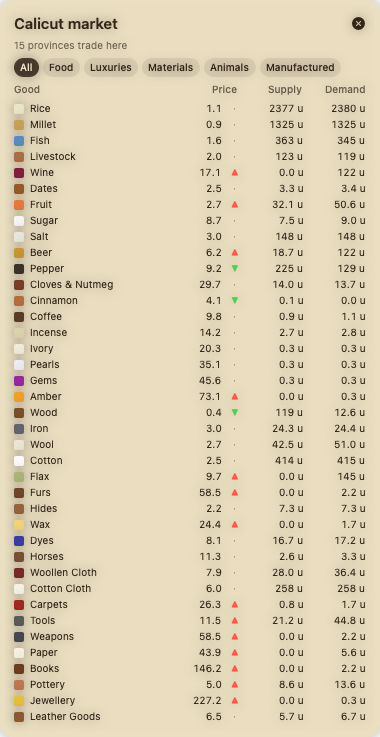 Calicut market
15 provinces trade here
All Food Luxuries Materials Animals Manufactured
Good Price Supply Demand
Rice 1.1 · 2377 u 2380 u
Millet 0.9 · 1325 u 1325 u
Fish 1.6 · 363 u 345 u
Livestock 2.0 · 123 u 119 u
Wine 17.1 ▲ 0.0 u 122 u
Dates 2.5 · 3.3 u 3.4 u
Fruit 2.7 ▲ 32.1 u 50.6 u
Sugar 8.7 · 7.5 u 9.0 u
Salt 3.0 · 148 u 148 u
Beer 6.2 ▲ 18.7 u 122 u
Pepper 9.2 ▼ 225 u 129 u
Cloves & Nutmeg 29.7 · 14.0 u 13.7 u
Cinnamon 4.1 ▼ 0.1 u 0.0 u
Coffee 9.8 · 0.9 u 1.1 u
Incense 14.2 · 2.7 u 2.8 u
Ivory 20.3 · 0.3 u 0.3 u
Pearls 35.1 · 0.3 u 0.3 u
Gems 45.6 · 0.3 u 0.3 u
Amber 73.1 ▲ 0.0 u 0.3 u
Wood 0.4 ▼ 119 u 12.6 u
Iron 3.0 · 24.3 u 24.4 u
Wool 2.7 · 42.5 u 51.0 u
Cotton 2.5 · 414 u 415 u
Flax 9.7 ▲ 0.0 u 145 u
Furs 58.5 ▲ 0.0 u 2.2 u
Hides 2.2 · 7.3 u 7.3 u
Wax 24.4 ▲ 0.0 u 1.7 u
Dyes 8.1 · 16.7 u 17.2 u
Horses 11.3 · 2.6 u 3.3 u
Woollen Cloth 7.9 · 28.0 u 36.4 u
Cotton Cloth 6.0 · 258 u 258 u
Carpets 26.3 ▲ 0.8 u 1.7 u
Tools 11.5 ▲ 21.2 u 44.8 u
Weapons 58.5 ▲ 0.0 u 2.2 u
Paper 43.9 ▲ 0.0 u 5.6 u
Books 146.2 ▲ 0.0 u 2.2 u
Pottery 5.0 ▲ 8.6 u 13.6 u
Jewellery 227.2 ▲ 0.0 u 0.3 u
Leather Goods 6.5 · 5.7 u 6.7 u